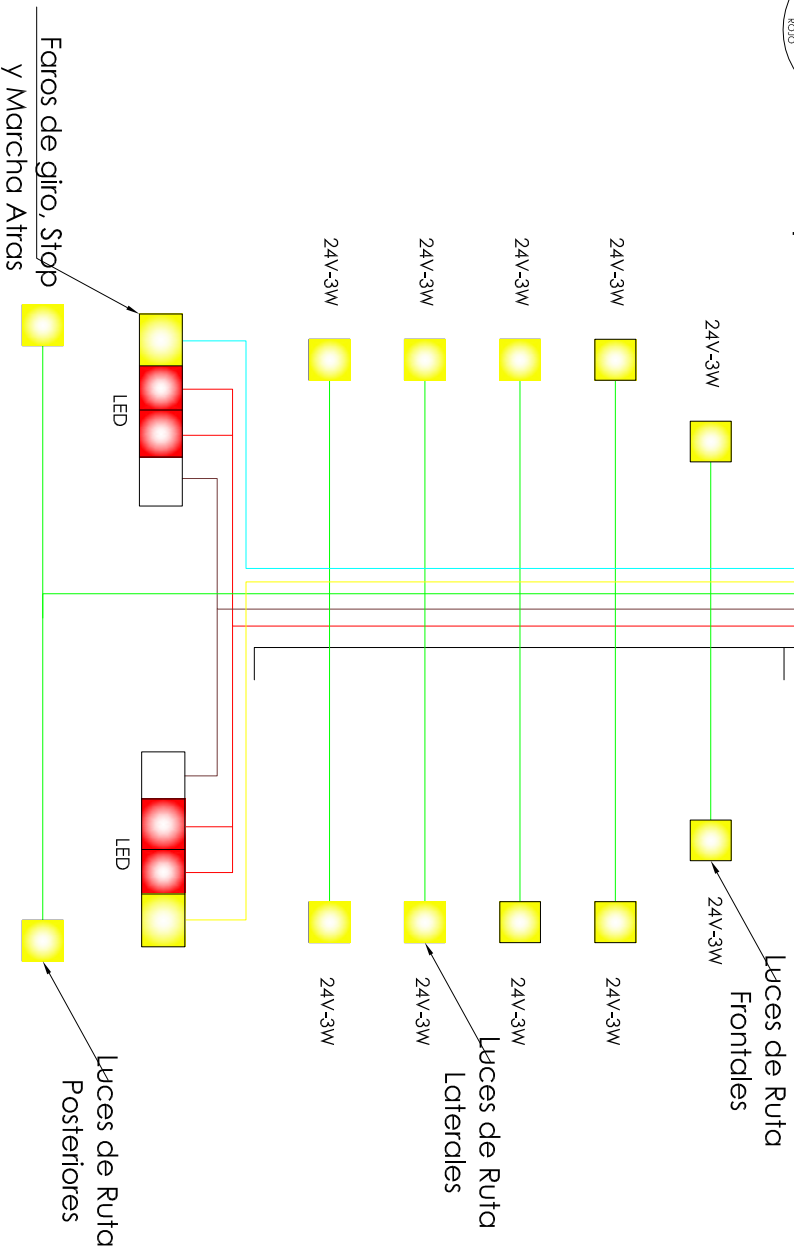 ROJO
Faros de giro, Stop
y Marcha Atras
24V-3W
24V-3W
24V-3W
24V-3W
24V-3W
LED
LED
24V-3W
24V-3W
24V-3W
24V-3W
24V-3W
Luces de Ruta
Frontales
Luces de Ruta
Laterales
Luces de Ruta
Posteriores